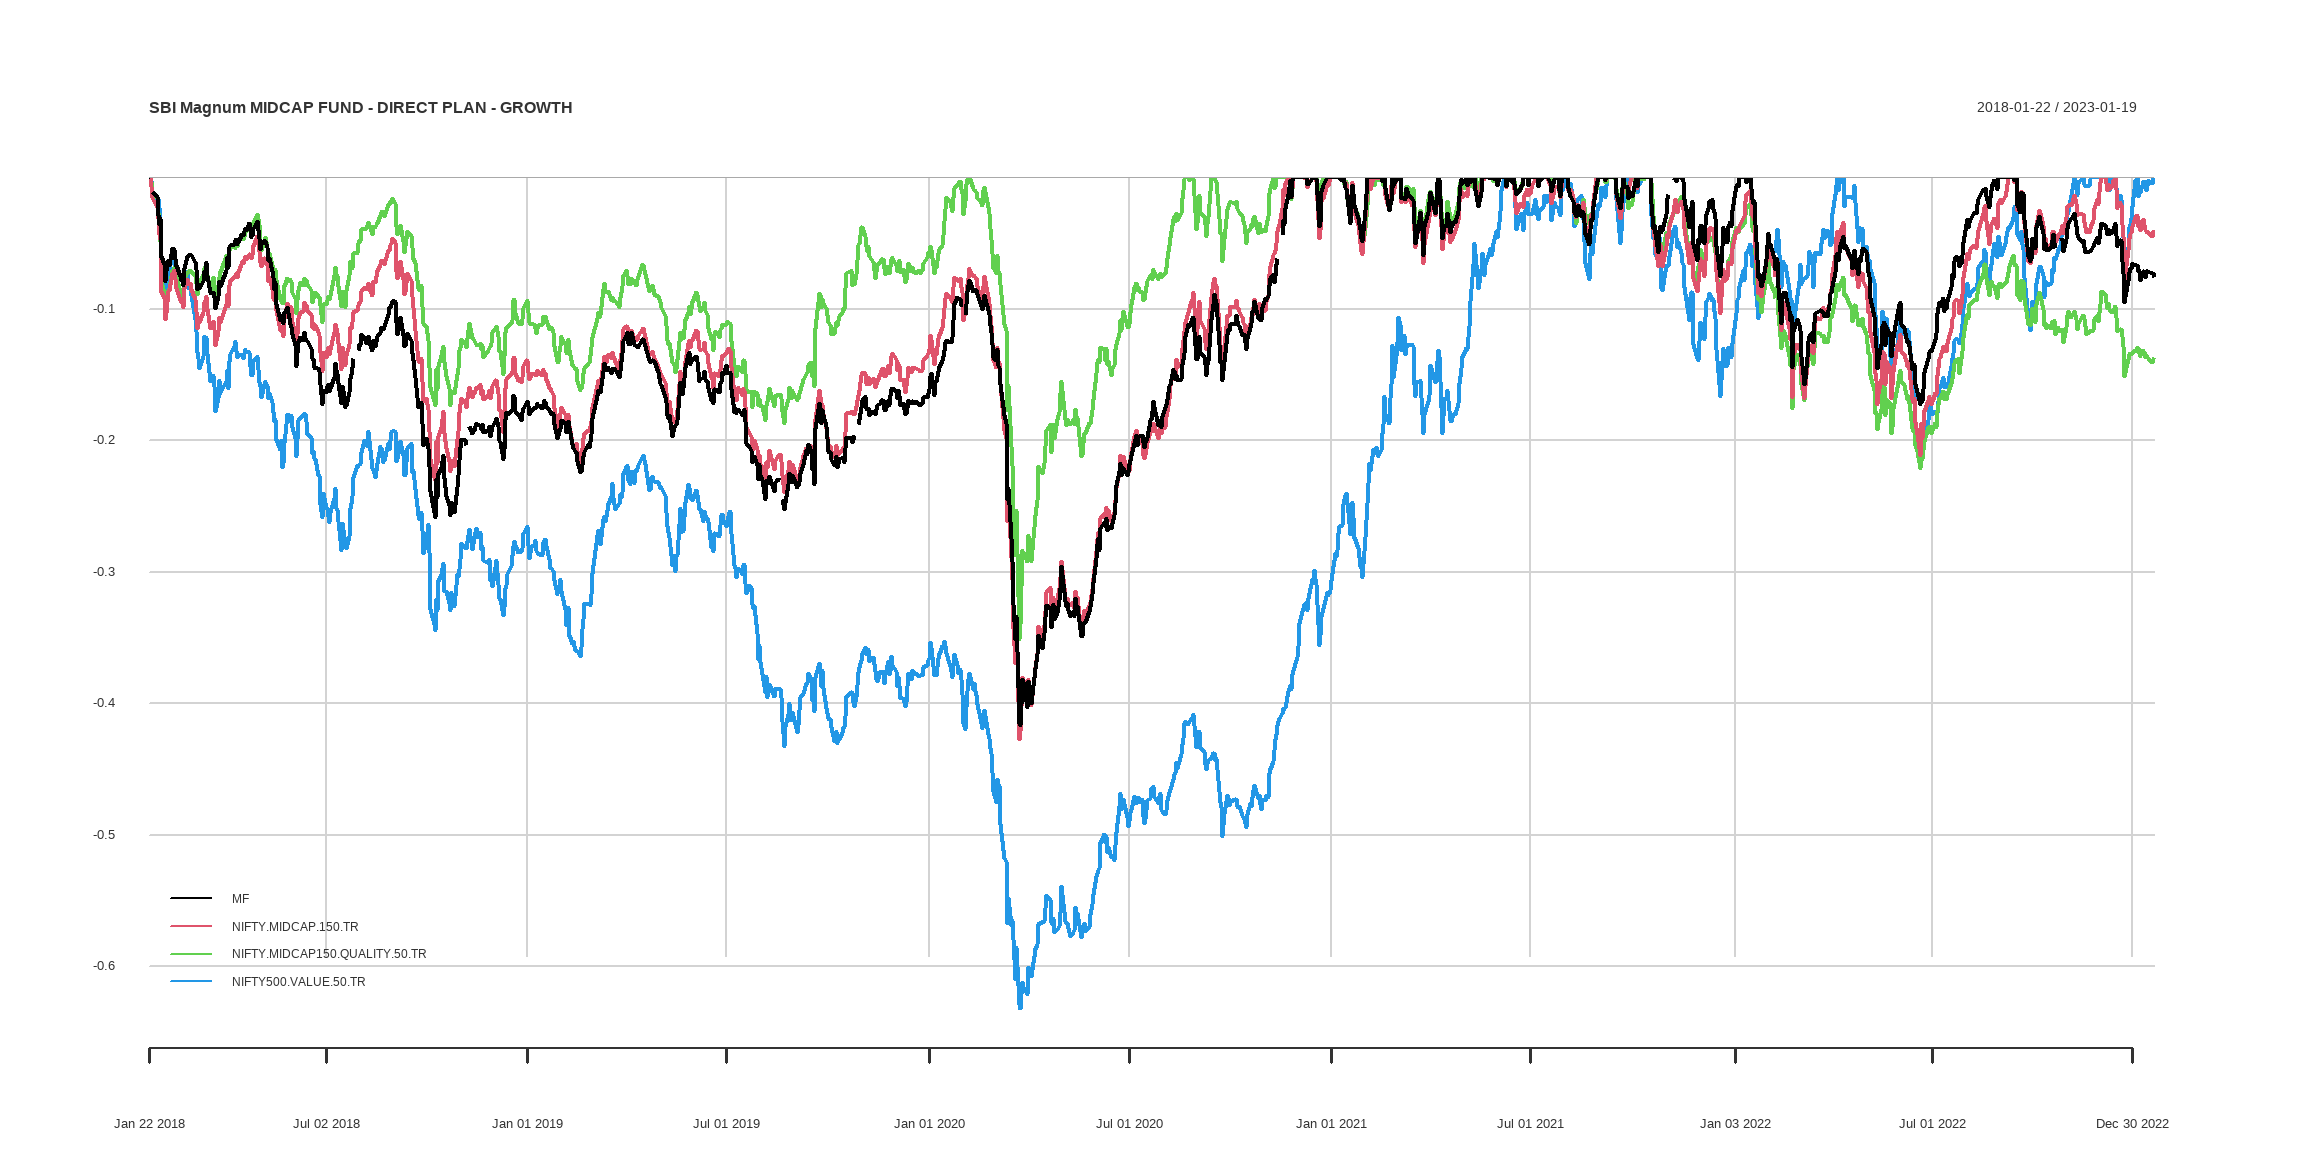 SBI Magnum MIDCAP FUND - DIRECT PLAN - GROWTH
2018-01-22 / 2023-01-19
-0.1
-0.2
-0.3
-0.4
-0.5
-0.6
MF
NIFTY.MIDCAP.150.TR
NIFTY.MIDCAP150.QUALITY.50.TR
NIFTY500.VALUE.50.TR
Jan 22 2018
Jul 02 2018
Jan 01 2019
Jul 01 2019
Jan 01 2020
Jul 01 2020
Jan 01 2021
Jul 01 2021
Jan 03 2022
Jul 01 2022
Dec 30 2022